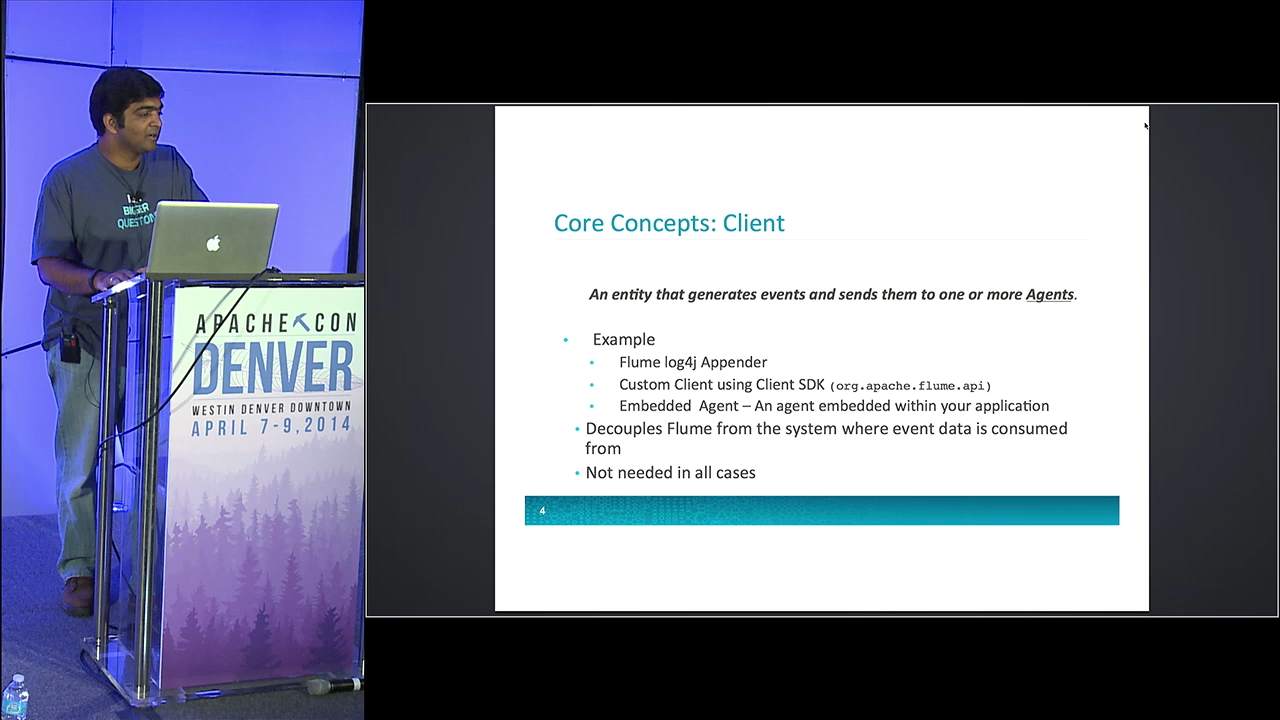 BIGGER
QUESTIONS
APACHE CON
DENVER
WESTIN DENVER DOWNTOWN
APRIL 7-9, 2014
Core Concepts: Client
An entity that generates events and sends them to one or more Agents.
• Example
• Flume log4j Appender
• Custom Client using Client SDK (org.apache.flume.api)
• Embedded Agent – An agent embedded within your application
• Decouples Flume from the system where event data is consumed
from
• Not needed in all cases
4